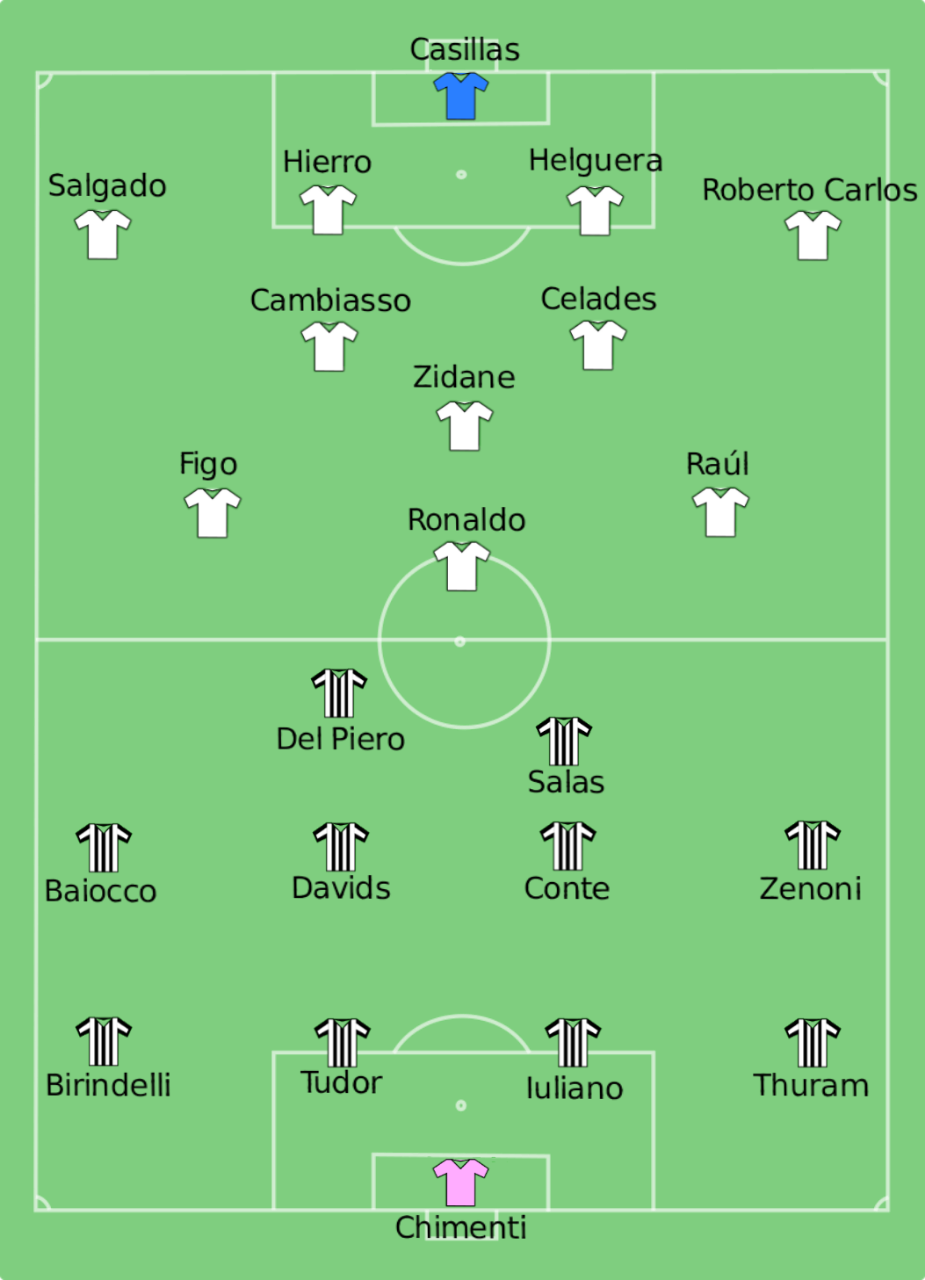 Casillas
Salgado
Hierro
Helguera
Roberto Carlos
Cambiasso
Celades
Zidane
Figo
Raúl
Ronaldo
Del Piero
Salas
Baiocco
Davids
Conte
Zenoni
Birindelli
Tudor
Iuliano
Thuram
Chimenti